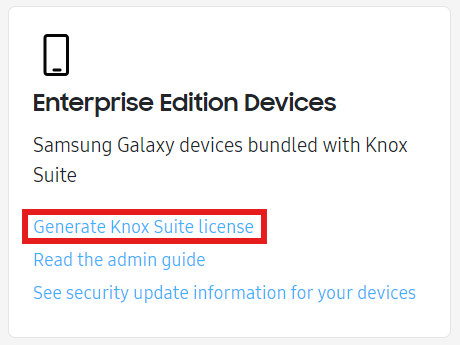 Enterprise Edition Devices
Samsung Galaxy devices bundled with Knox
Suite
Generate Knox Suite license
Read the admin guide
See security update information for your devices